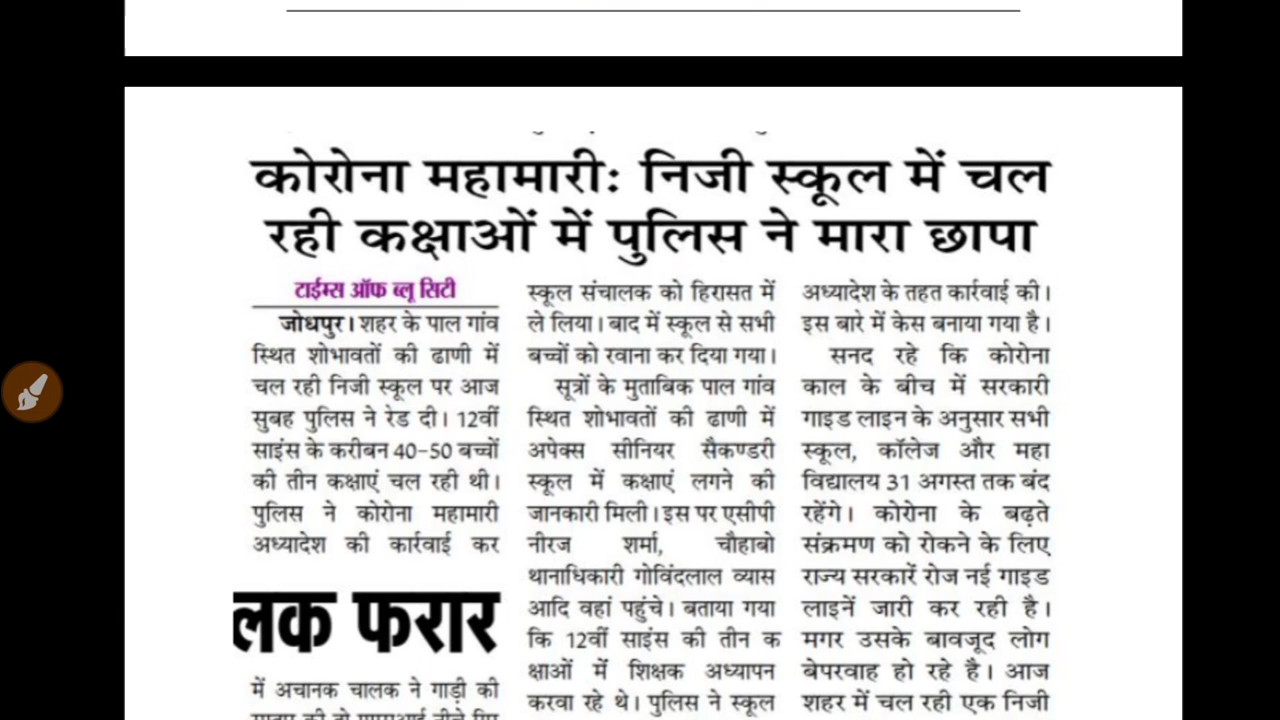 कोरोना महामारी: निजी स्कूल में चल
रही कक्षाओं में पुलिस ने मारा छापा
टाईम्स ऑफ ब्लू सिटी
जोधपुर। शहर के पाल गांव
स्थित शोभावतों की ढाणी में
चल रही निजी स्कूल पर आज
सुबह पुलिस ने रेड दी। 12वीं
साइंस के करीबन 40-50 बच्चों
की तीन कक्षाएं चल रही थी।
पुलिस ने कोरोना महामारी
अध्यादेश की कार्रवाई कर
स्कूल संचालक को हिरासत में
ले लिया। बाद में स्कूल से सभी
बच्चों को रवाना कर दिया गया।
सूत्रों के मुताबिक पाल गांव
स्थित शोभावतों की ढाणी में
अपेक्स सीनियर सैकण्डरी
स्कूल में कक्षाएं लगने की
जानकारी मिली। इस पर एसीपी
नीरज शर्मा, चौहाबो
थानाधिकारी गोविंदलाल व्यास
आदि वहां पहुंचे। बताया गया
कि 12वीं साइंस की तीन क
क्षाओं में शिक्षक अध्यापन
करवा रहे थे। पुलिस ने स्कूल
अध्यादेश के तहत कार्रवाई की।
इस बारे में केस बनाया गया है।
सनद रहे कि कोरोना
काल के बीच में सरकारी
गाइड लाइन के अनुसार सभी
स्कूल, कॉलेज और महा
विद्यालय 31 अगस्त तक बंद
रहेंगे। कोरोना के बढ़ते
संक्रमण को रोकने के लिए
राज्य सरकारें रोज नई गाइड
लाइनें जारी कर रही है।
मगर उसके बावजूद लोग
बेपरवाह हो रहे है। आज
शहर में चल रही एक निजी
लक फरार
में अचानक चालक ने गाड़ी की